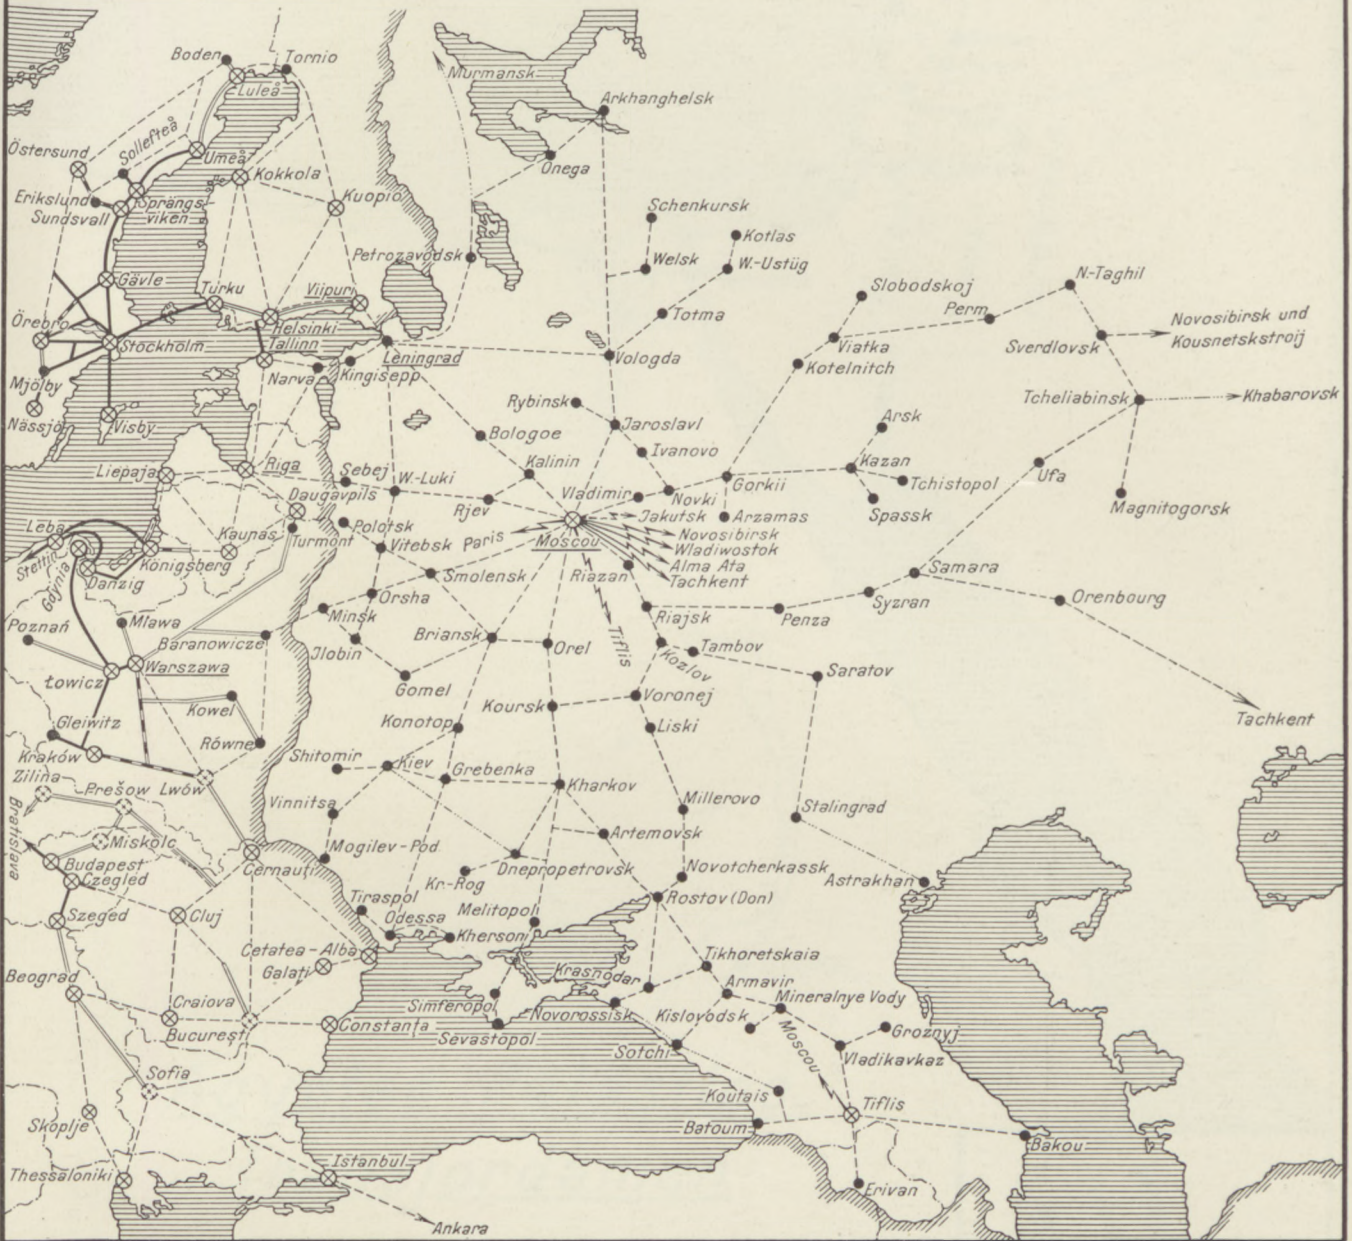 Boden
Tornio
Murmansk
Luleå
Arkhanghelsk
Östersund
Sollefteå
Umeå
Kokkola
Onega
Erikslund
Sprängs-
viken
Sundsvall
Kuopio
Schenkursk
Kotlas
Petrozavodsk
Welsk
W.-Ustüg
Gävle
Turku
Viipuri
Slobodskoj
N.-Taghil
Örebro
Helsinki
Totma
Perm
Novosibirsk und
Kousnetskstroij
Stockholm
Tallinn
Leningrad
Vologda
Viatka
Sverdlovsk
Mjölby
Narva
Kingisepp
Kotelnitch
Nässjö
Visby
Rybinsk
Tcheliabinsk
Khabarovsk
Jaroslavl
Arsk
Bologoe
Ivanovo
Liepaja
Riga
Sebej
W.-Luki
Kalinin
Kazan
Ufa
Daugavpils
Rjev
Vladimir
Novki
Gorkii
Tchistopol
Leba
Polotsk
Jakutsk
Arzamas
Spassk
Magnitogorsk
Kaunas
Turmont
Vitebsk
Paris
Moscou
Novosibirsk
Stettin
Königsberg
Wladiwostok
Danzig
Alma Ata
Gdynia
Smolensk
Riazan
Tachkent
Samara
Orsha
Syzran
Orenbourg
Poznań
Mława
Minsk
Riajsk
Penza
Baranowicze
Jlobin
Briansk
Orel
Tiflis
Kozlov
Tambov
Warszawa
Saratov
Łowicz
Gomel
Voronej
Kowel
Koursk
Gleiwitz
Konotop
Liski
Tachkent
Kraków
Równe
Shitomir
Kiev
Grebenka
Zilina
Prešow
Lwów
Kharkov
Bratislava
Vinnitsa
Millerovo
Stalingrad
Miskolc
Mogilev-Pod
Artemovsk
Budapest
Cernauți
Dnepropetrovsk
Novotcherkassk
Czegled
Kr.-Rog
Astrakhan
Szeged
Cluj
Tiraspol
Odessa
Melitopol
Rostov (Don)
Khersoni
Cetatea-Alba
Galați
Tikhoretskaia
Beograd
Krasnodar
Armavir
Craiova
Simferopol
Novorossisk
Kislovodsk
Mineralnye Vody
București
Constanța
Sevastopol
Moscou
Groznyj
Sotchi
Vladikavkaz
Sofia
Koutais
Tiflis
Skoplje
Batoum
Bakou
Thessaloniki
Istanbul
Erivan
Ankara